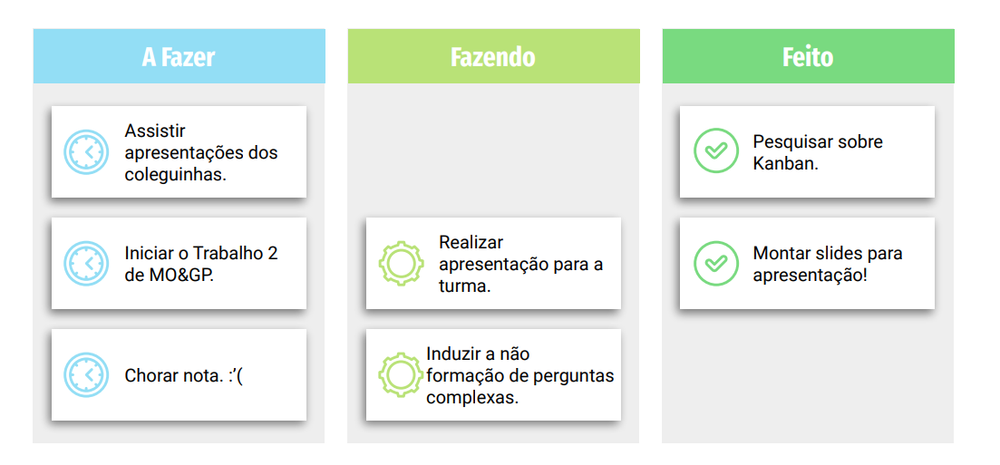 A Fazer
Assistir
apresentações dos
coleguinhas.
Iniciar o Trabalho 2
de MO&GP.
Chorar nota. :’(
Fazendo
Realizar
apresentação para a
turma.
Induzir a não
formação de perguntas
complexas.
Feito
Pesquisar sobre
Kanban.
Montar slides para
apresentação!